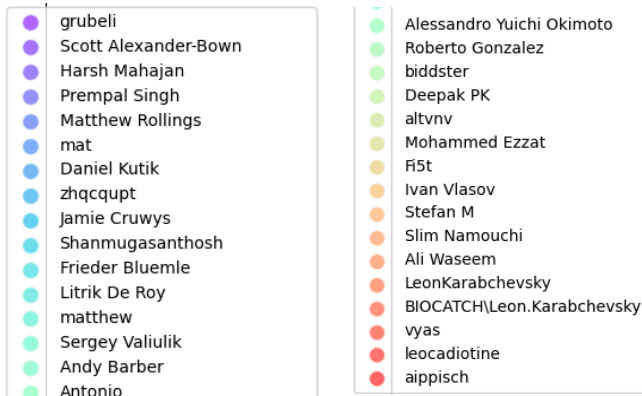 grubeli
Scott Alexander-Bown
Harsh Mahajan
Prempal Singh
Matthew Rollings
mat
Daniel Kutik
zhqcqupt
Jamie Cruwys
Shanmugasanthosh
Frieder Bluemle
Litrik De Roy
matthew
Sergey Valiulik
Andy Barber
Antonio
Alessandro Yuichi Okimoto
Roberto Gonzalez
biddster
Deepak PK
altvnv
Mohammed Ezzat
Fi5t
Ivan Vlasov
Stefan M
Slim Namouchi
Ali Waseem
LeonKarabchevsky
BIOCATCH\Leon.Karabchevsky
vyas
leocadiotine
aippisch